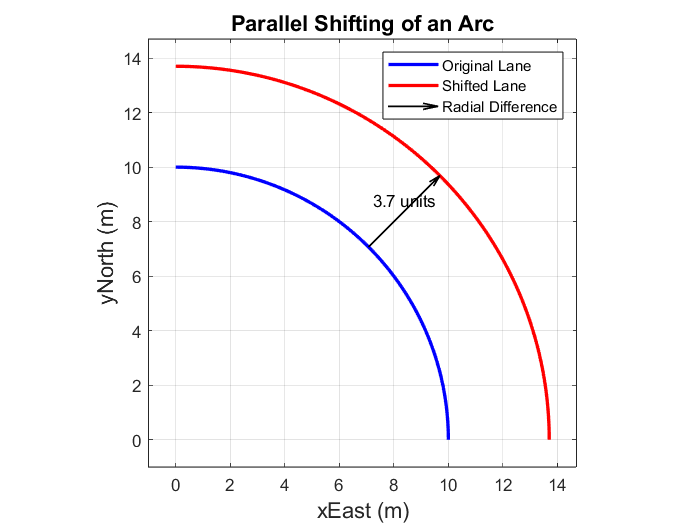 Parallel Shifting of an Arc
Original Lane
Shifted Lane
Radial Difference
3.7 units
yNorth (m)
14
12
10
8
6
4
2
0
0 2 4 6 8 10 12 14
xEast (m)